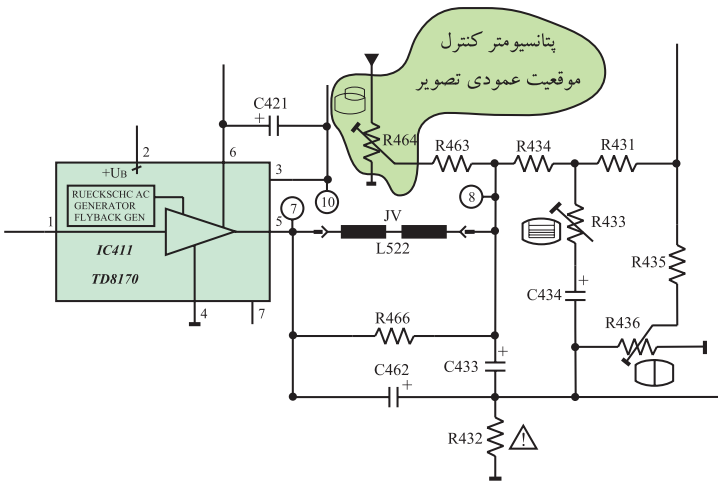 پتانسیومتر کنترل
موقعیت عمودی تصویر
C421
+
R464
R463
R434
R431
2
6
+UB
3
RUECKSCHC AC
GENERATOR
FLYBACK GEN
10
8
7
1
5
JV
L522
IC411
TD8170
4
7
R433
+
C434
R435
R436
R466
C462
+
C433
+
R432
!